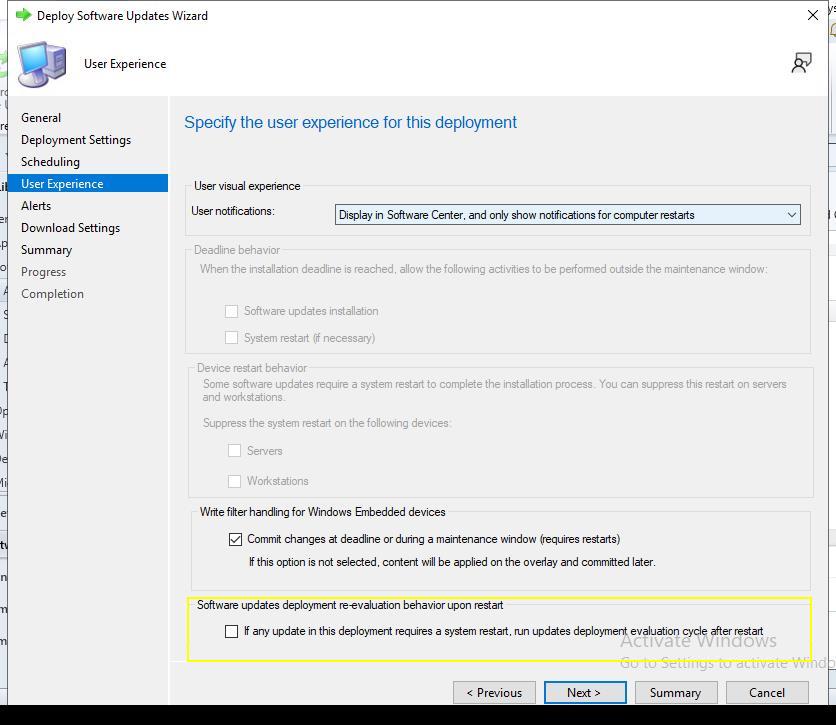 Deploy Software Updates Wizard
User Experience
General
Deployment Settings
Scheduling
User Experience
Alerts
Download Settings
Summary
Progress
Completion
Specify the user experience for this deployment
User visual experience
User notifications:
Display in Software Center, and only show notifications for computer restarts
Deadline behavior
When the installation deadline is reached, allow the following activities to be performed outside the maintenance window:
Software updates installation
System restart (if necessary)
Device restart behavior
Some software updates require a system restart to complete the installation process. You can suppress this restart on servers
and workstations.
Suppress the system restart on the following devices:
Servers
Workstations
Write filter handling for Windows Embedded devices
Commit changes at deadline or during a maintenance window (requires restarts)
If this option is not selected, content will be applied on the overlay and committed later.
Software updates deployment re-evaluation behavior upon restart
If any update in this deployment requires a system restart, run updates deployment evaluation cycle after restart
Activate Windows
Go to Settings to activate Windo
< Previous
Next >
Summary
Cancel